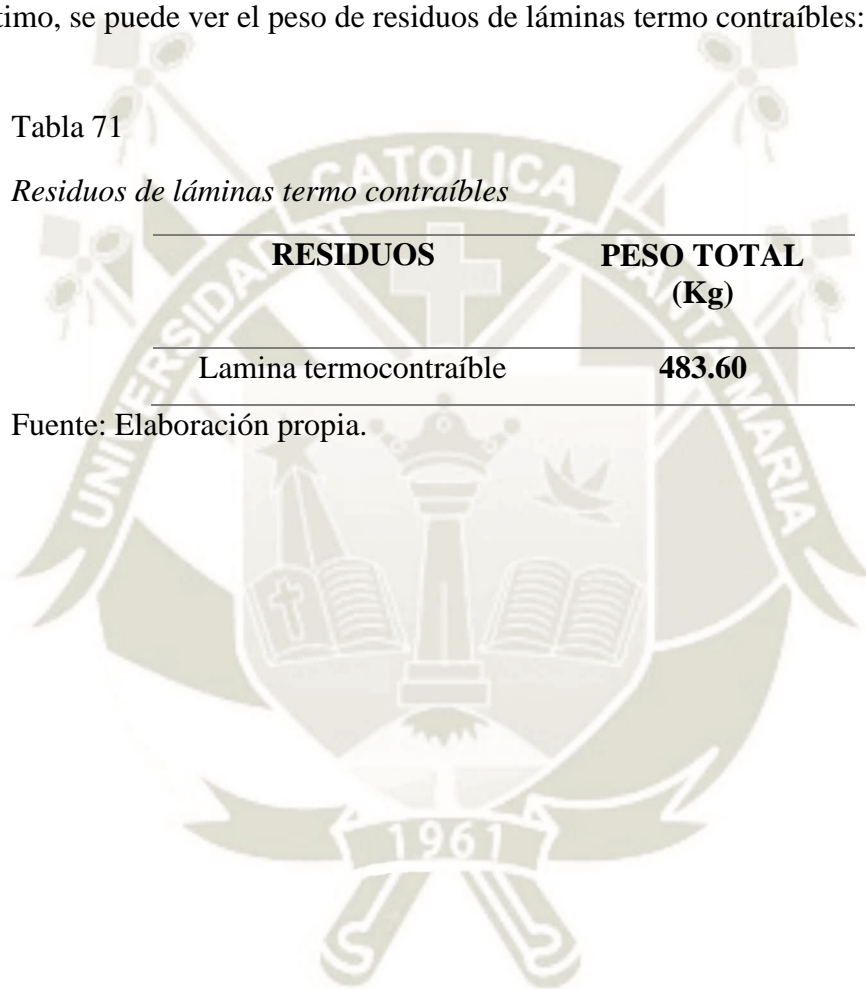 timo, se puede ver el peso de residuos de láminas termo contraíbles:
Tabla 71
Residuos de láminas termo contraíbles
RESIDUOS PESO TOTAL
(Kg)
Lamina termocontraíble 483.60
Fuente: Elaboración propia.
UNIVERSIDAD CATOLICA SANTA MARIA
1961